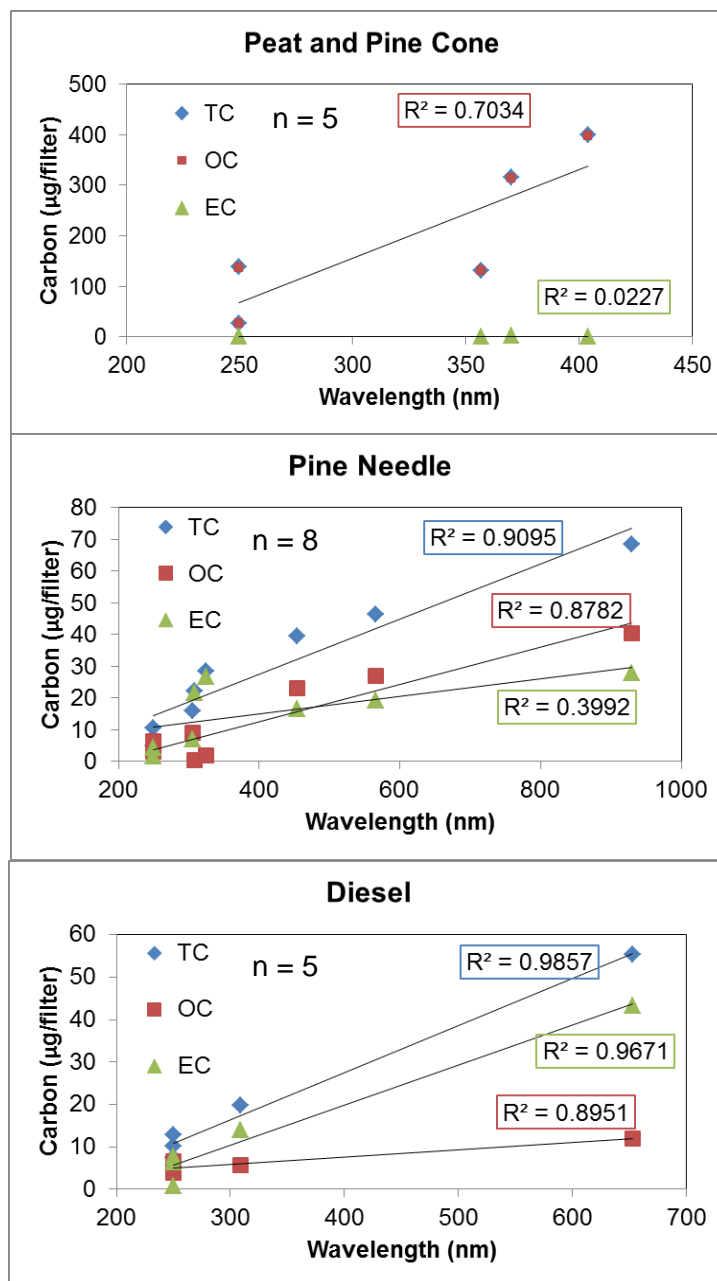 Peat and Pine Cone
500
400
300
200
100
0
Carbon (µg/filter)
TC
OC
EC
n = 5
R² = 0.7034
R² = 0.0227
200 250 300 350 400 450
Wavelength (nm)
Pine Needle
80
70
60
50
40
30
20
10
0
Carbon (µg/filter)
TC
OC
EC
n = 8
R² = 0.9095
R² = 0.8782
R² = 0.3992
200 400 600 800 1000
Wavelength (nm)
Diesel
60
50
40
30
20
10
0
Carbon (µg/filter)
TC
OC
EC
n = 5
R² = 0.9857
R² = 0.9671
R² = 0.8951
200 300 400 500 600 700
Wavelength (nm)